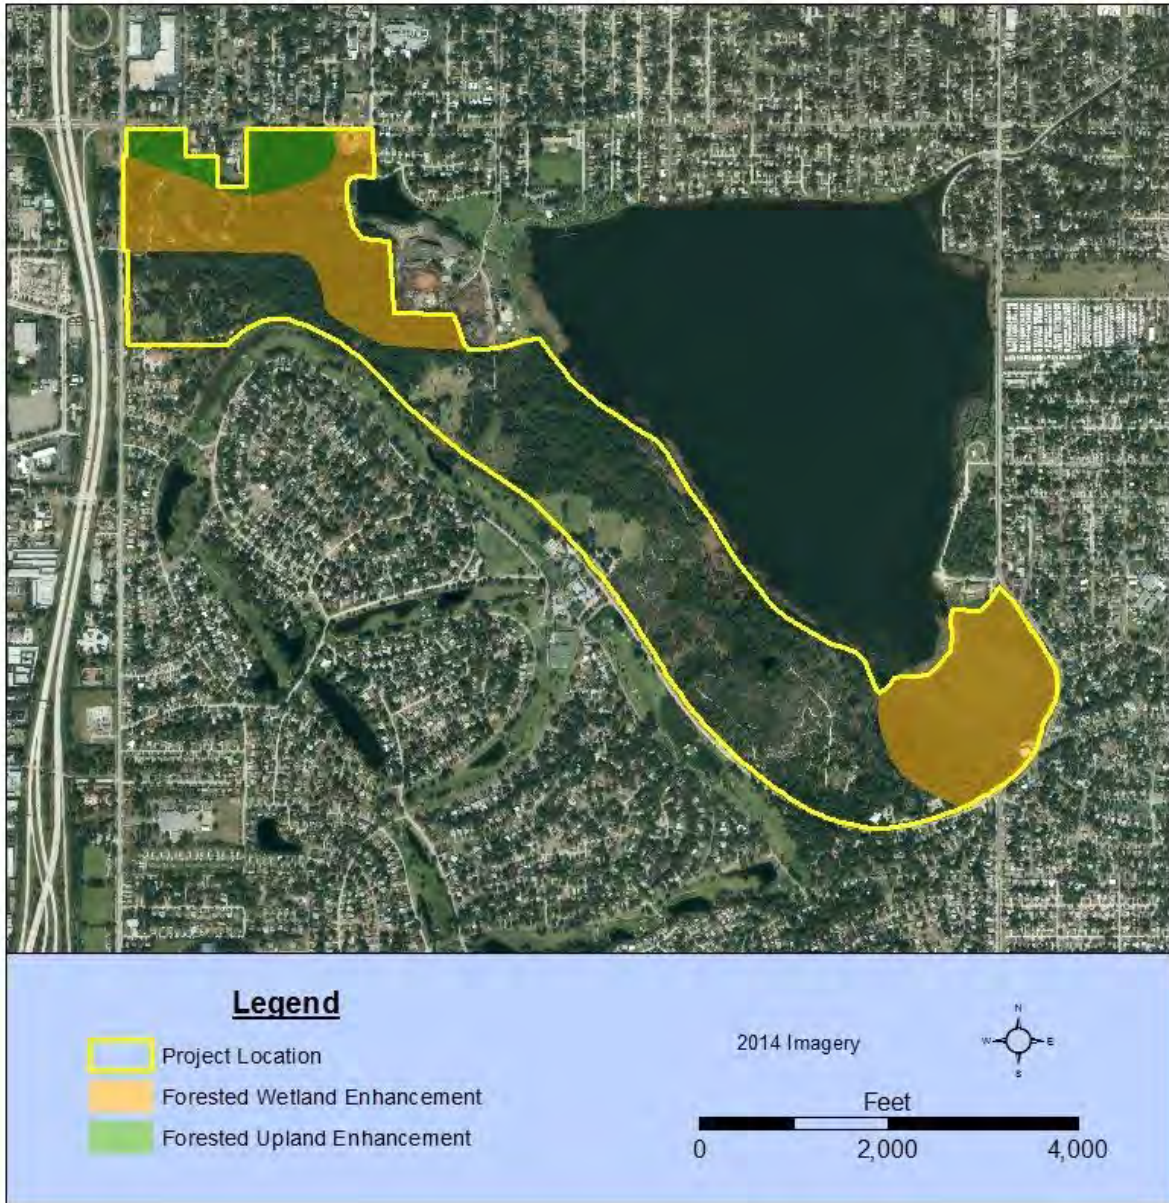 Legend
Project Location
Forested Wetland Enhancement
Forested Upland Enhancement
2014 Imagery
N
W E
S
Feet
0 2,000 4,000